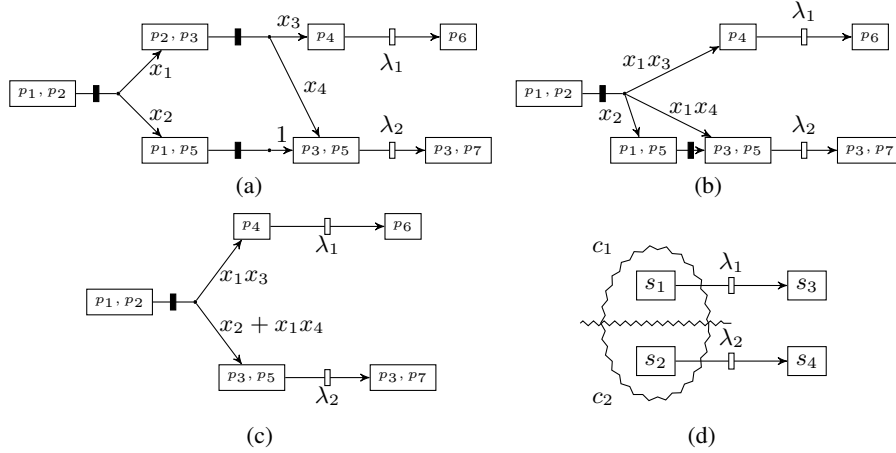 p₂, p₃ x₃ p₄ λ₁ p₆
p₁, p₂ x₁ x₂ x₄
p₁, p₅ 1 p₃, p₅ λ₂ p₃, p₇
(a)
p₄ λ₁ p₆
p₁, p₂ x₁x₃ x₂ x₁x₄
p₁, p₅ p₃, p₅ λ₂ p₃, p₇
(b)
p₄ λ₁ p₆
p₁, p₂ x₁x₃
x₂ + x₁x₄
p₃, p₅ λ₂ p₃, p₇
(c)
c₁ s₁ λ₁ s₃
c₂ s₂ λ₂ s₄
(d)